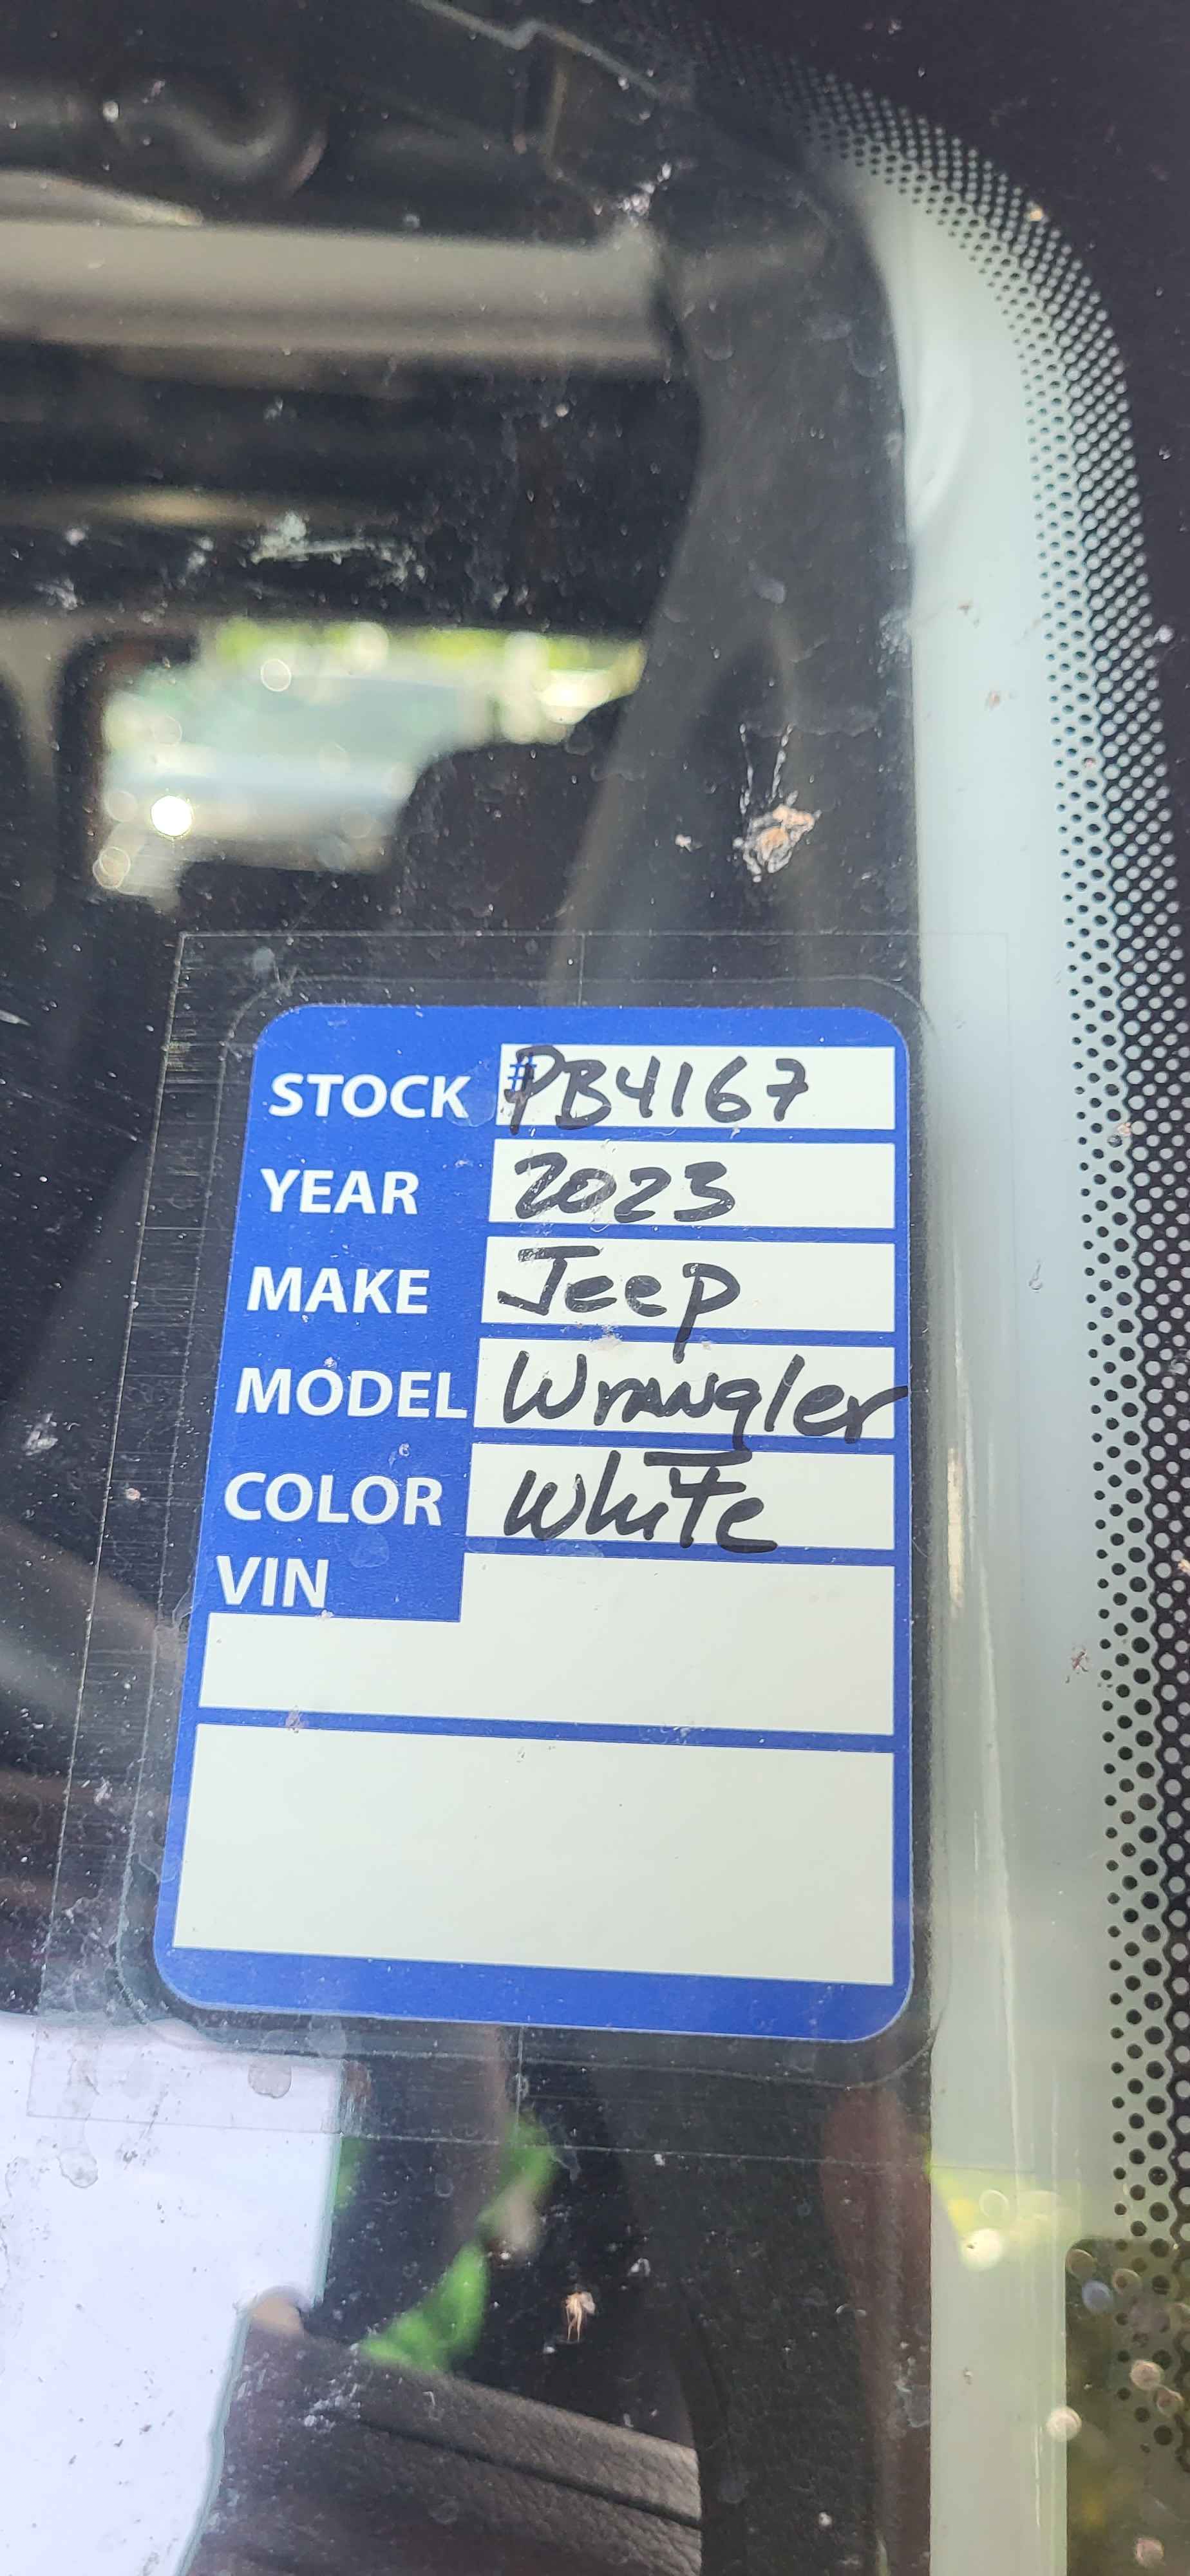 STOCK #PB4167
YEAR 2023
MAKE Jeep
MODEL Wrangler
COLOR White
VIN